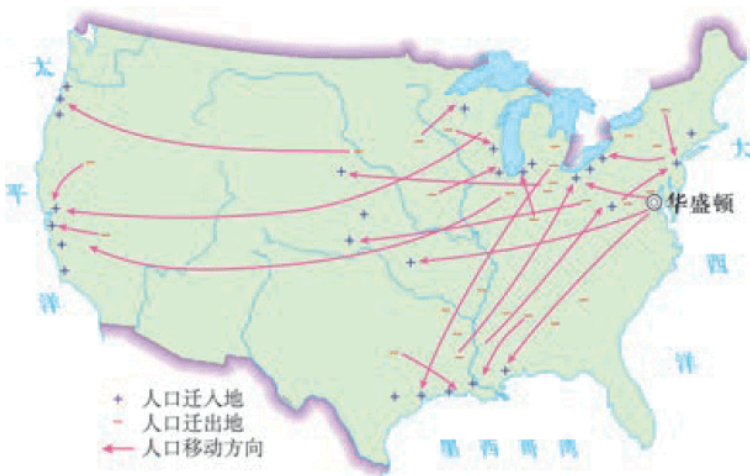 太
平
洋
大
西
洋
华盛顿
墨西哥湾
+ 人口迁入地
- 人口迁出地
← 人口移动方向